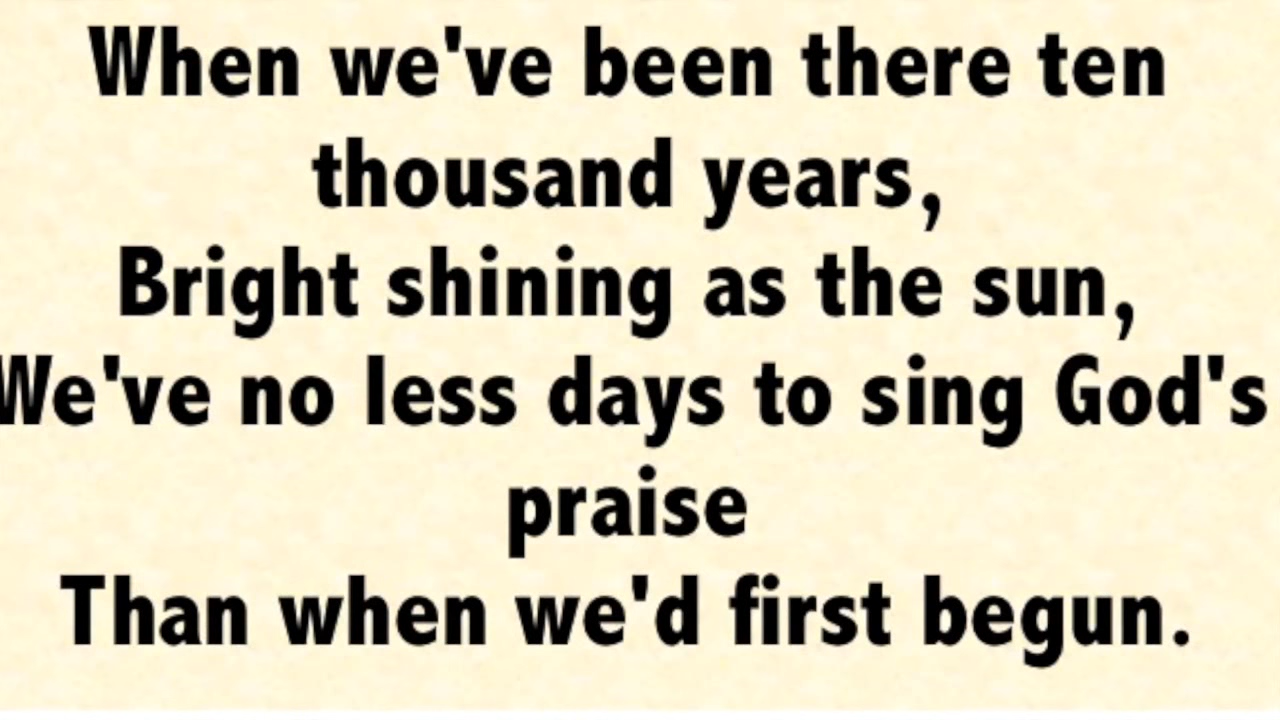 When we've been there ten
thousand years,
Bright shining as the sun,
We've no less days to sing God's
praise
Than when we'd first begun.